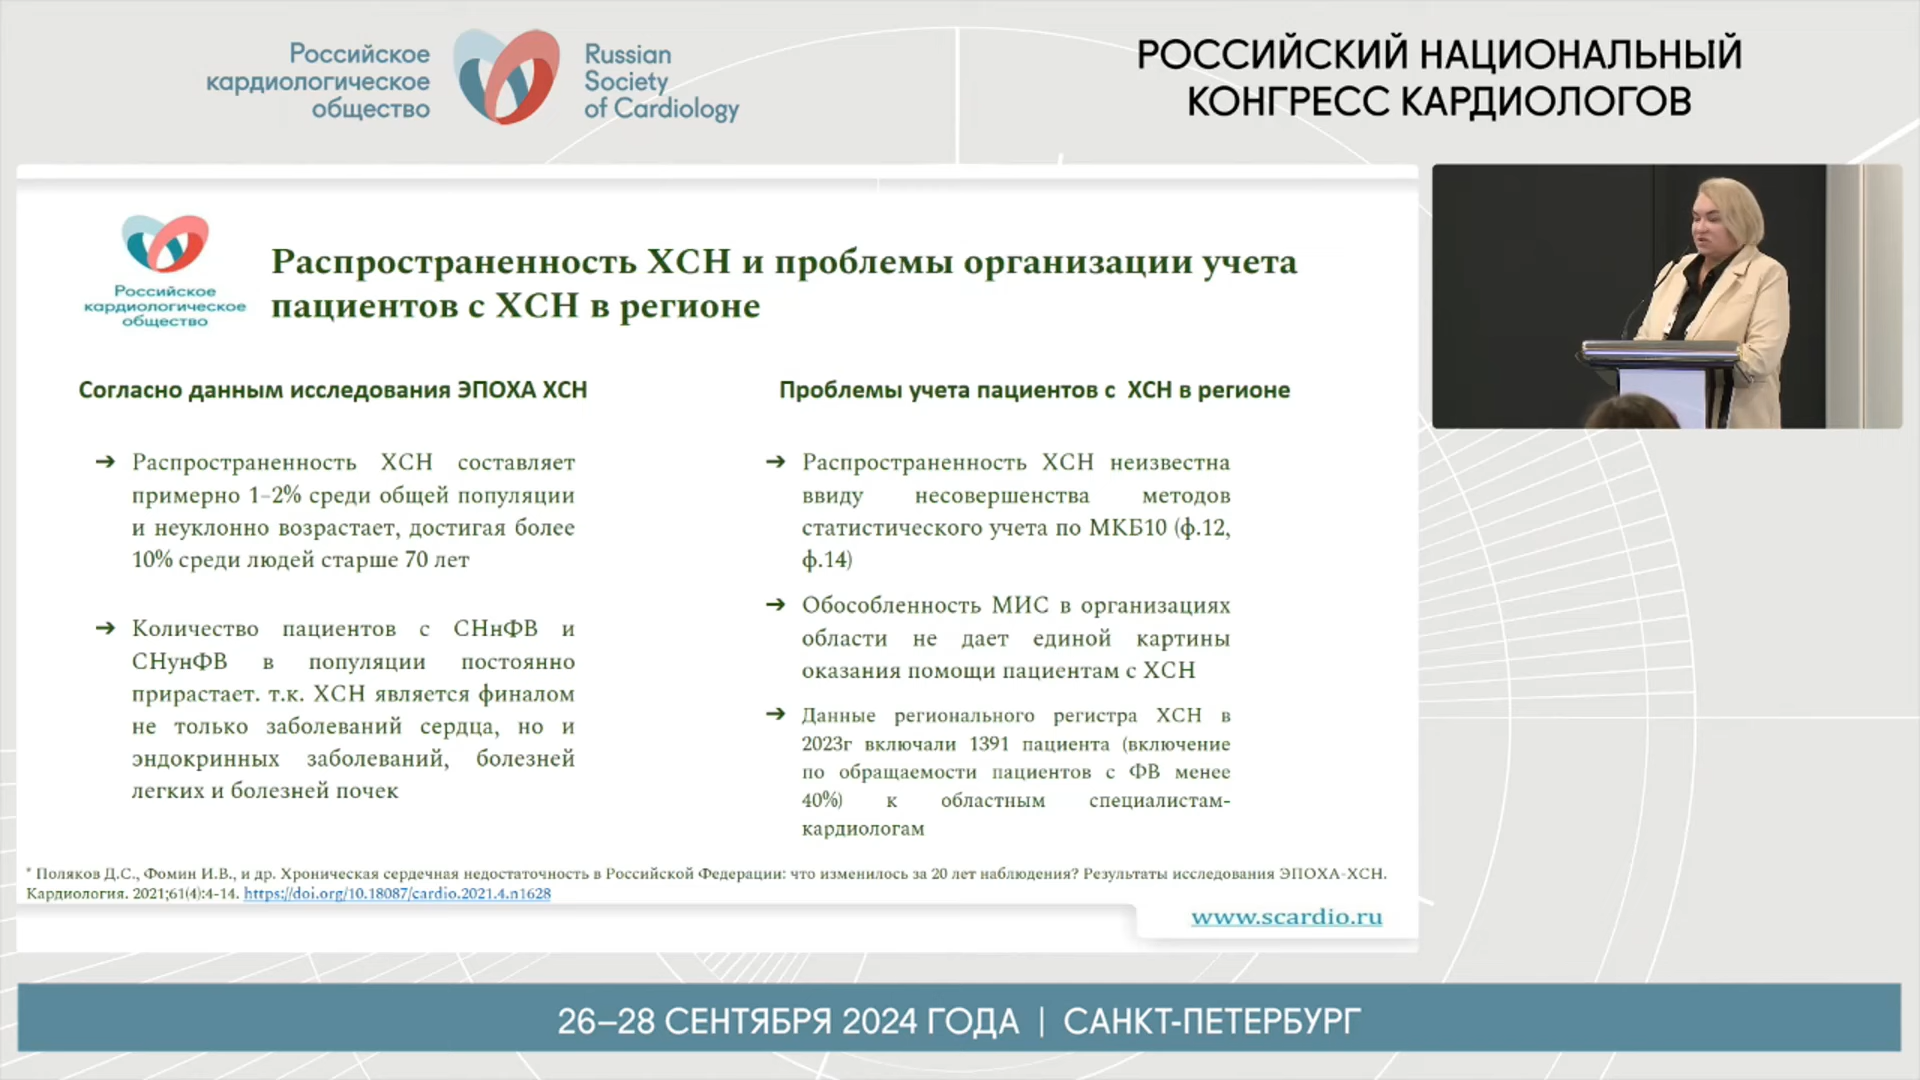 Российское
кардиологическое
общество
Russian
Society
of Cardiology
РОССИЙСКИЙ НАЦИОНАЛЬНЫЙ
КОНГРЕСС КАРДИОЛОГОВ
Российское
кардиологическое
общество
Распространенность ХСН и проблемы организации учета
пациентов с ХСН в регионе
Согласно данным исследования ЭПОХА ХСН
➔ Распространенность ХСН составляет
примерно 1–2% среди общей популяции
и неуклонно возрастает, достигая более
10% среди людей старше 70 лет
➔ Количество пациентов с СНнФВ и
СНунФВ в популяции постоянно
прирастает. т.к. ХСН является финалом
не только заболеваний сердца, но и
эндокринных заболеваний, болезней
легких и болезней почек
Проблемы учета пациентов с ХСН в регионе
➔ Распространенность ХСН неизвестна
ввиду несовершенства методов
статистического учета по МКБ10 (ф.12,
ф.14)
➔ Обособленность МИС в организациях
области не дает единой картины
оказания помощи пациентам с ХСН
➔ Данные регионального регистра ХСН в
2023г включали 1391 пациента (включение
по обращаемости пациентов с ФВ менее
40%) к областным специалистам-
кардиологам
* Поляков Д.С., Фомин И.В., и др. Хроническая сердечная недостаточность в Российской Федерации: что изменилось за 20 лет наблюдения? Результаты исследования ЭПОХА-ХСН.
Кардиология. 2021;61(4):4-14. https://doi.org/10.18087/cardio.2021.4.n1628
www.scardio.ru
26–28 СЕНТЯБРЯ 2024 ГОДА | САНКТ-ПЕТЕРБУРГ